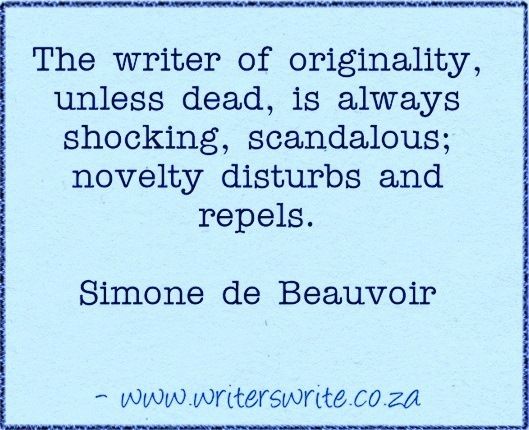 The writer of originality,
unless dead, is always
shocking, scandalous;
novelty disturbs and
repels.
Simone de Beauvoir
- www.writerswrite.co.za